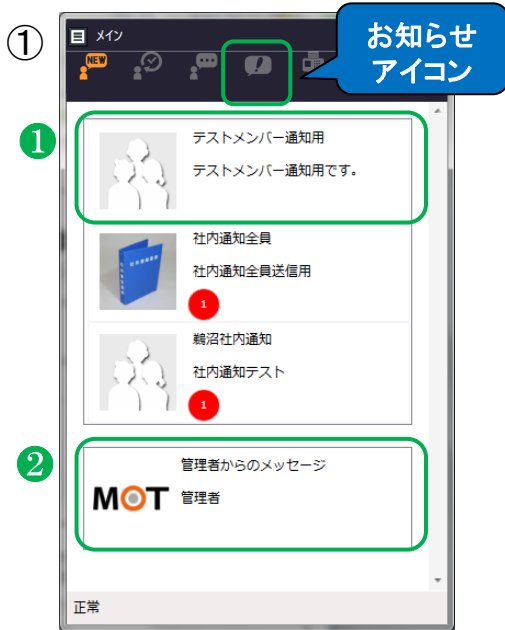 ①
メイン
お知らせ
アイコン
NEW
1
テストメンバー通知用
テストメンバー通知用です。
社内通知全員
社内通知全員送信用
1
鵜沼社内通知
社内通知テスト
1
2
管理者からのメッセージ
MOT
管理者
正常